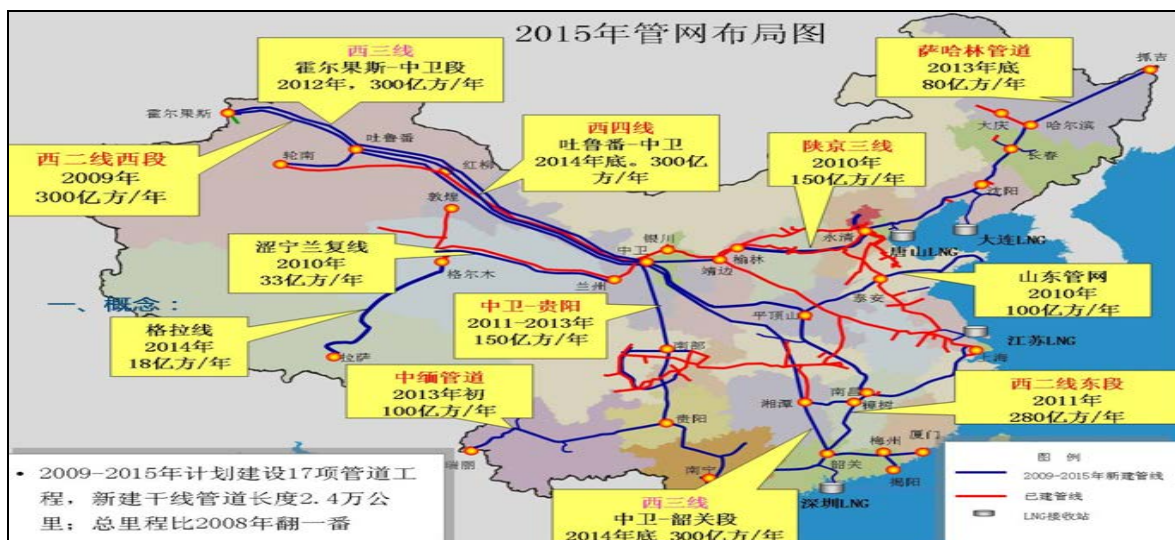 2015年管网布局图
西三线
霍尔果斯-中卫段
2012年，300亿方/年
萨哈林管道
2013年底
80亿方/年
抓吉
霍尔果斯
吐鲁番
西四线
吐鲁番-中卫
2014年底。300亿
方/年
陕京三线
2010年
150亿方/年
大庆
哈尔滨
长春
西二线西段
2009年
300亿方/年
轮南
红柳
敦煌
沈阳
涩宁兰复线
2010年
33亿方/年
格尔木
兰州
中卫
银川
靖边
榆林
永清
唐山LNG
大连LNG
山东管网
2010年
100亿方/年
泰安
一、概念：
格拉线
2014年
18亿方/年
拉萨
中卫-贵阳
2011-2013年
150亿方/年
平顶山
江苏LNG
上海
南部
中缅管道
2013年初
100亿方/年
西二线东段
2011年
280亿方/年
湘潭
南昌
樟树
贵阳
瑞丽
南宁
韶关
梅州
厦门
揭阳
深圳LNG
西三线
中卫-韶关段
2014年底 300亿方/年
• 2009-2015年计划建设17项管道工
程，新建干线管道长度2.4万公
里；总里程比2008年翻一番
图 例
2009-2015年新建管线
已建管线
LNG接收站